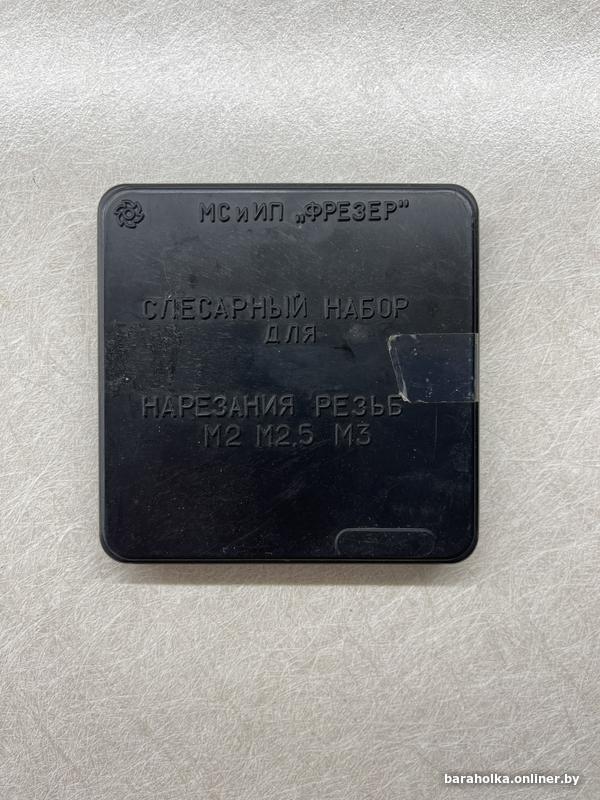 МС и ИП „ФРЕЗЕР"
СЛЕСАРНЫЙ НАБОР
ДЛЯ
НАРЕЗАНИЯ РЕЗЬБ
М2 М2,5 М3
baraholka.onliner.by